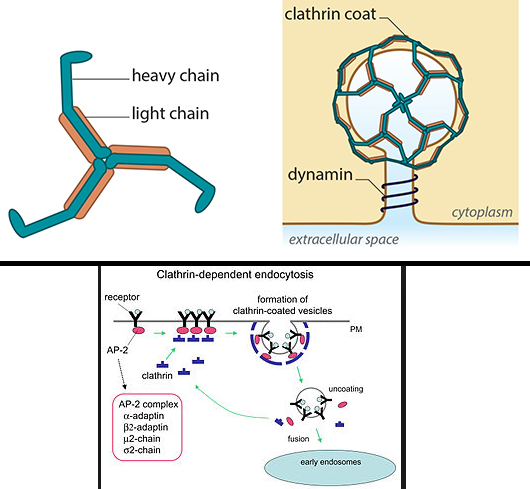 heavy chain
light chain
clathrin coat
dynamin
cytoplasm
extracellular space
Clathrin-dependent endocytosis
receptor
formation of
clathrin-coated vesicles
PM
AP-2
clathrin
uncoating
AP-2 complex
α-adaptin
β2-adaptin
μ2-chain
σ2-chain
fusion
early endosomes